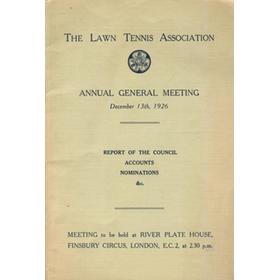 THE LAWN TENNIS ASSOCIATION
ANNUAL GENERAL MEETING
December 13th, 1926
REPORT OF THE COUNCIL
ACCOUNTS
NOMINATIONS
&c.
MEETING to be held at RIVER PLATE HOUSE,
FINSBURY CIRCUS, LONDON, E.C. 2, at 2.30 p.m.